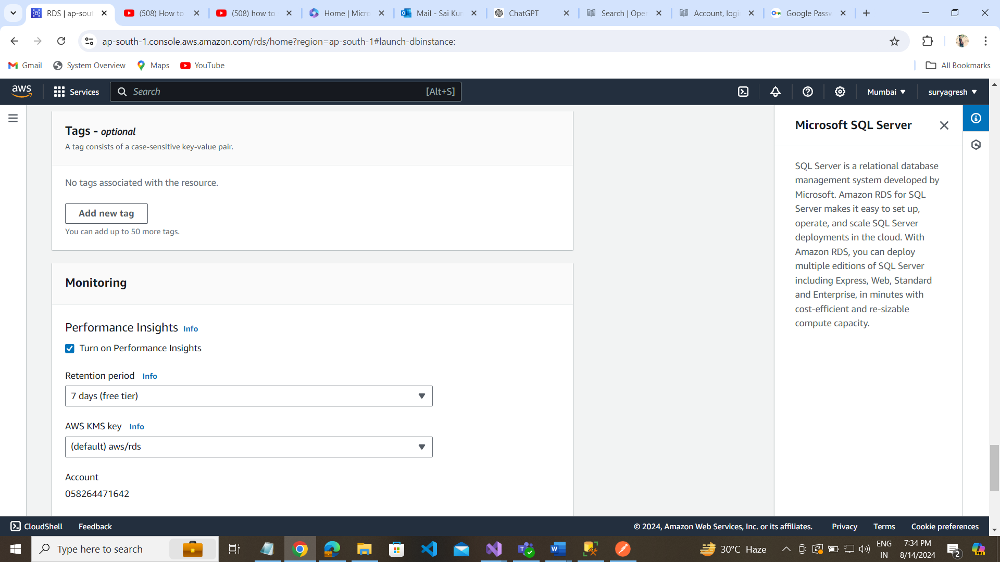 RDS | ap-sout
(508) How to
(508) how to
Home | Micro
Mail - Sai Kur
ChatGPT
Search | Oper
Account, logi
Google Passw
ap-south-1.console.aws.amazon.com/rds/home?region=ap-south-1#launch-dbinstance:
Gmail
System Overview
Maps
YouTube
All Bookmarks
aws
Services
Search
[Alt+S]
Mumbai
suryagresh
Tags - optional
A tag consists of a case-sensitive key-value pair.
No tags associated with the resource.
Add new tag
You can add up to 50 more tags.
Monitoring
Performance Insights Info
Turn on Performance Insights
Retention period Info
7 days (free tier)
AWS KMS key Info
(default) aws/rds
Account
058264471642
Microsoft SQL Server
SQL Server is a relational database
management system developed by
Microsoft. Amazon RDS for SQL
Server makes it easy to set up,
operate, and scale SQL Server
deployments in the cloud. With
Amazon RDS, you can deploy
multiple editions of SQL Server
including Express, Web, Standard
and Enterprise, in minutes with
cost-efficient and re-sizable
compute capacity.
CloudShell
Feedback
© 2024, Amazon Web Services, Inc. or its affiliates.
Privacy
Terms
Cookie preferences
Type here to search
30°C Haze
ENG
IN
7:34 PM
8/14/2024
2
PRE